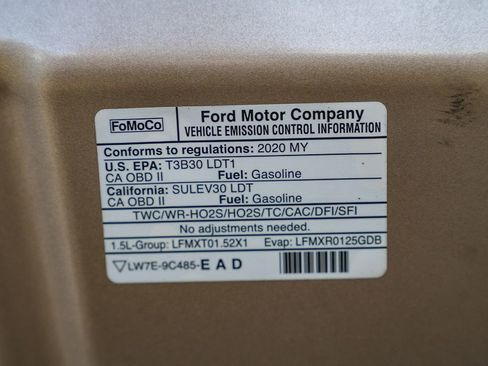 FoMoCo
Ford Motor Company
VEHICLE EMISSION CONTROL INFORMATION
Conforms to regulations: 2020 MY
U.S. EPA: T3B30 LDT1
CA OBD II Fuel: Gasoline
California: SULEV30 LDT
CA OBD II Fuel: Gasoline
TWC/WR-HO2S/HO2S/TC/CAC/DFI/SFI
No adjustments needed.
1.5L-Group: LFMXT01.52X1 Evap: LFMXR0125GDB
LW7E-9C485-E A D